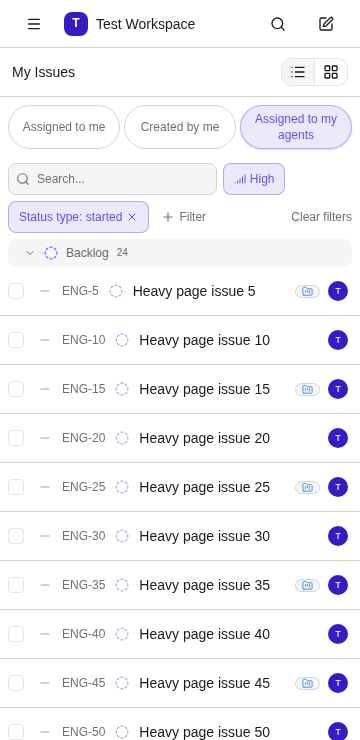 T Test Workspace
My Issues
Assigned to me
Created by me
Assigned to my
agents
Search...
High
Status type: started
Filter
Clear filters
Backlog 24
ENG-5 Heavy page issue 5 T
ENG-10 Heavy page issue 10 T
ENG-15 Heavy page issue 15 T
ENG-20 Heavy page issue 20 T
ENG-25 Heavy page issue 25 T
ENG-30 Heavy page issue 30 T
ENG-35 Heavy page issue 35 T
ENG-40 Heavy page issue 40 T
ENG-45 Heavy page issue 45 T
ENG-50 Heavy page issue 50 T